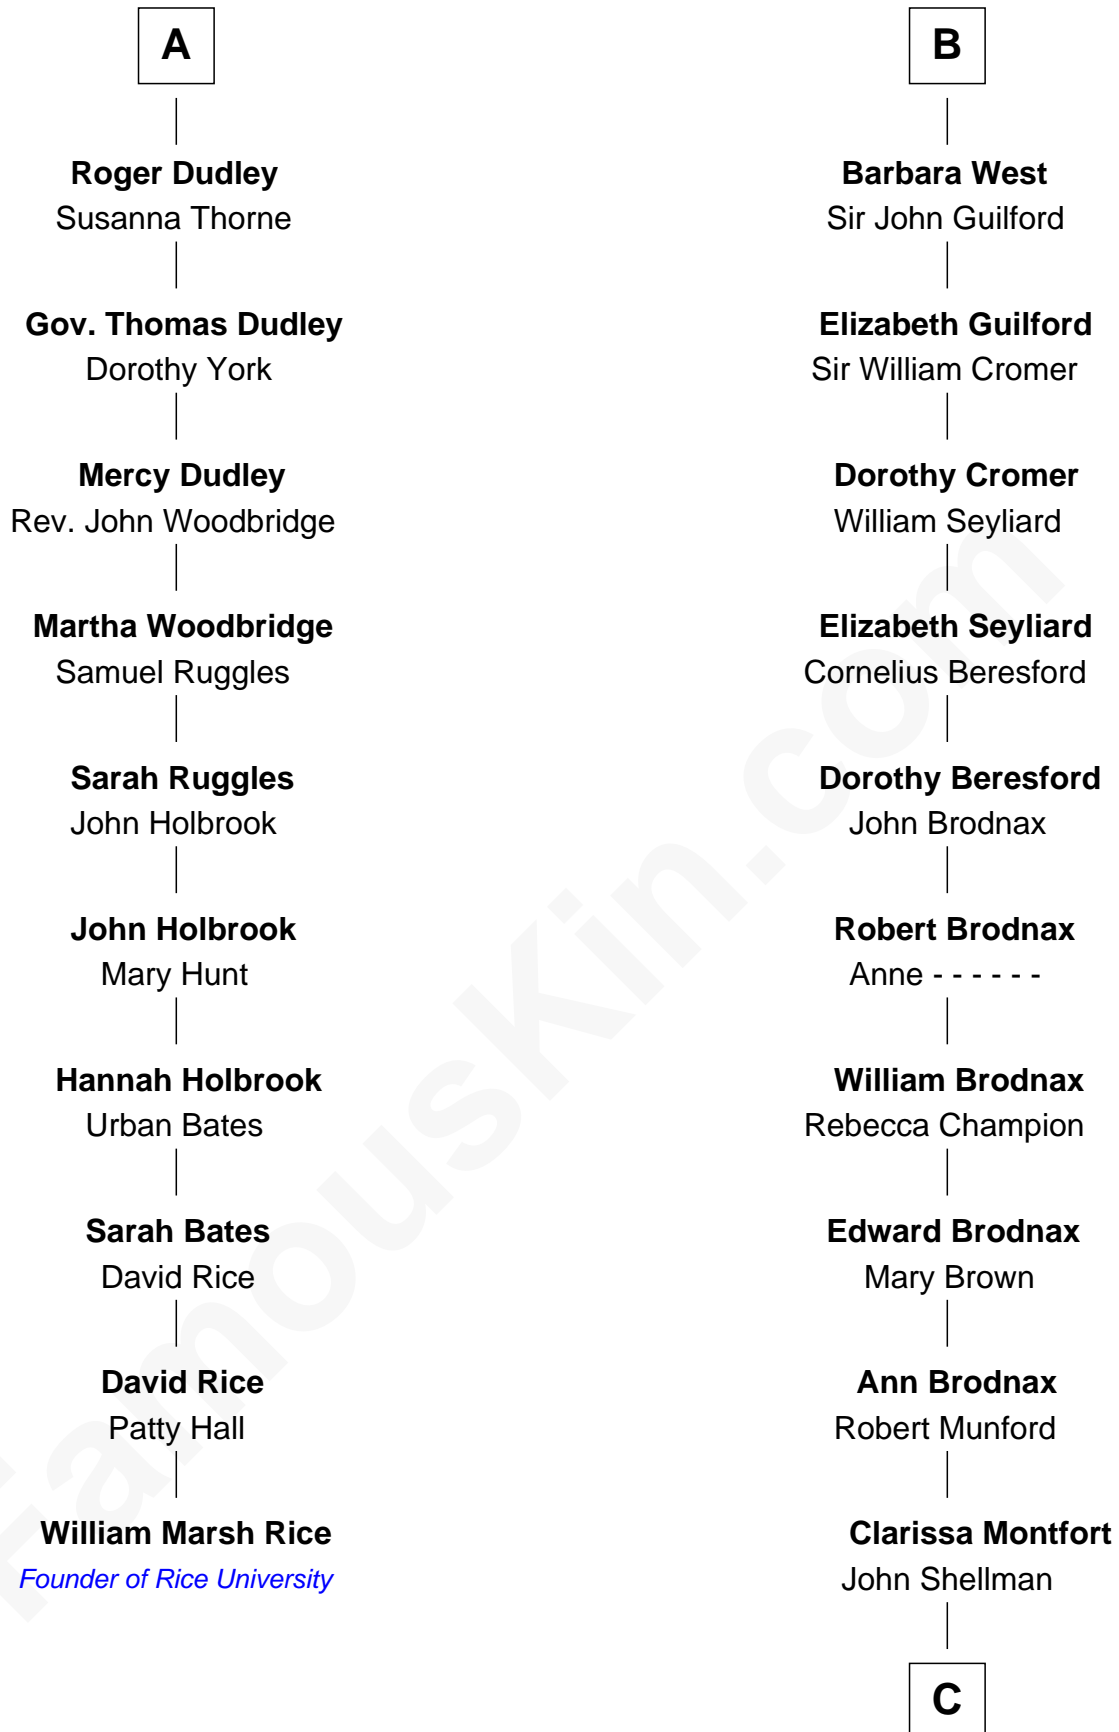 A
Roger Dudley
Susanna Thorne
Gov. Thomas Dudley
Dorothy York
Mercy Dudley
Rev. John Woodbridge
Martha Woodbridge
Samuel Ruggles
Sarah Ruggles
John Holbrook
John Holbrook
Mary Hunt
Hannah Holbrook
Urban Bates
Sarah Bates
David Rice
David Rice
Patty Hall
William Marsh Rice
Founder of Rice University
B
Barbara West
Sir John Guilford
Elizabeth Guilford
Sir William Cromer
Dorothy Cromer
William Seyliard
Elizabeth Seyliard
Cornelius Beresford
Dorothy Beresford
John Brodnax
Robert Brodnax
Anne - - - - - -
William Brodnax
Rebecca Champion
Edward Brodnax
Mary Brown
Ann Brodnax
Robert Munford
Clarissa Montfort
John Shellman
C
FamousKin.com